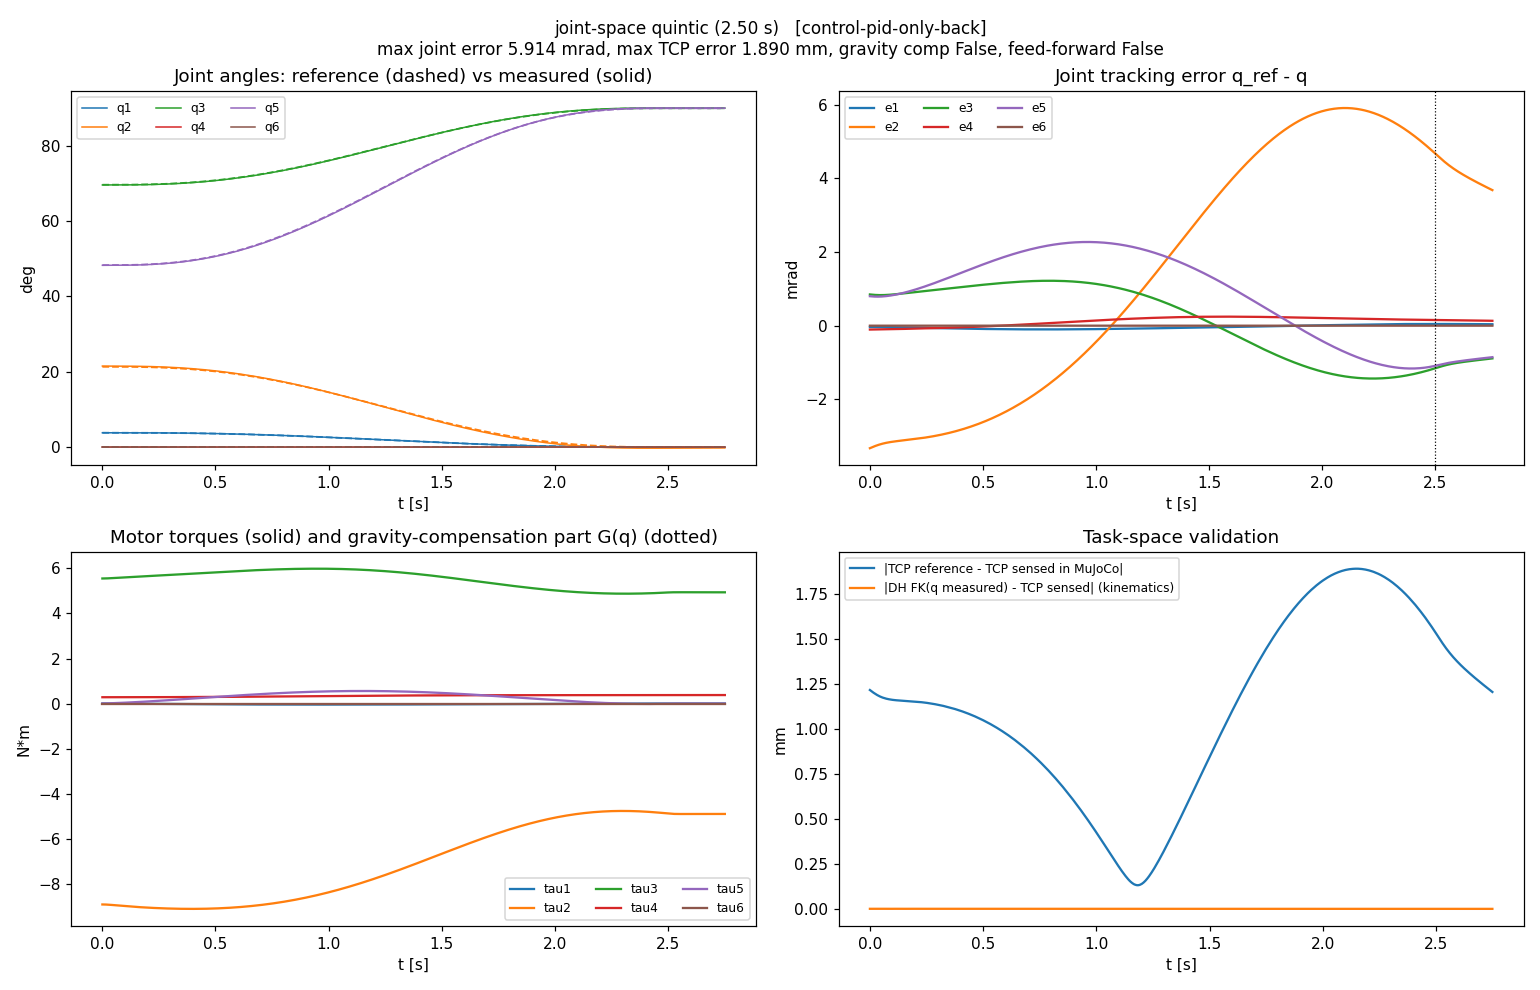 joint-space quintic (2.50 s)   [control-pid-only-back]
max joint error 5.914 mrad, max TCP error 1.890 mm, gravity comp False, feed-forward False
Joint angles: reference (dashed) vs measured (solid)
q1 q3 q5
q2 q4 q6
80
60
40
20
0
deg
0.0 0.5 1.0 1.5 2.0 2.5
t [s]
Joint tracking error q_ref - q
e1 e3 e5
e2 e4 e6
6
4
2
0
−2
mrad
0.0 0.5 1.0 1.5 2.0 2.5
t [s]
Motor torques (solid) and gravity-compensation part G(q) (dotted)
6
4
2
0
−2
−4
−6
−8
N*m
tau1 tau3 tau5
tau2 tau4 tau6
0.0 0.5 1.0 1.5 2.0 2.5
t [s]
Task-space validation
|TCP reference - TCP sensed in MuJoCo|
|DH FK(q measured) - TCP sensed| (kinematics)
1.75
1.50
1.25
1.00
0.75
0.50
0.25
0.00
mm
0.0 0.5 1.0 1.5 2.0 2.5
t [s]